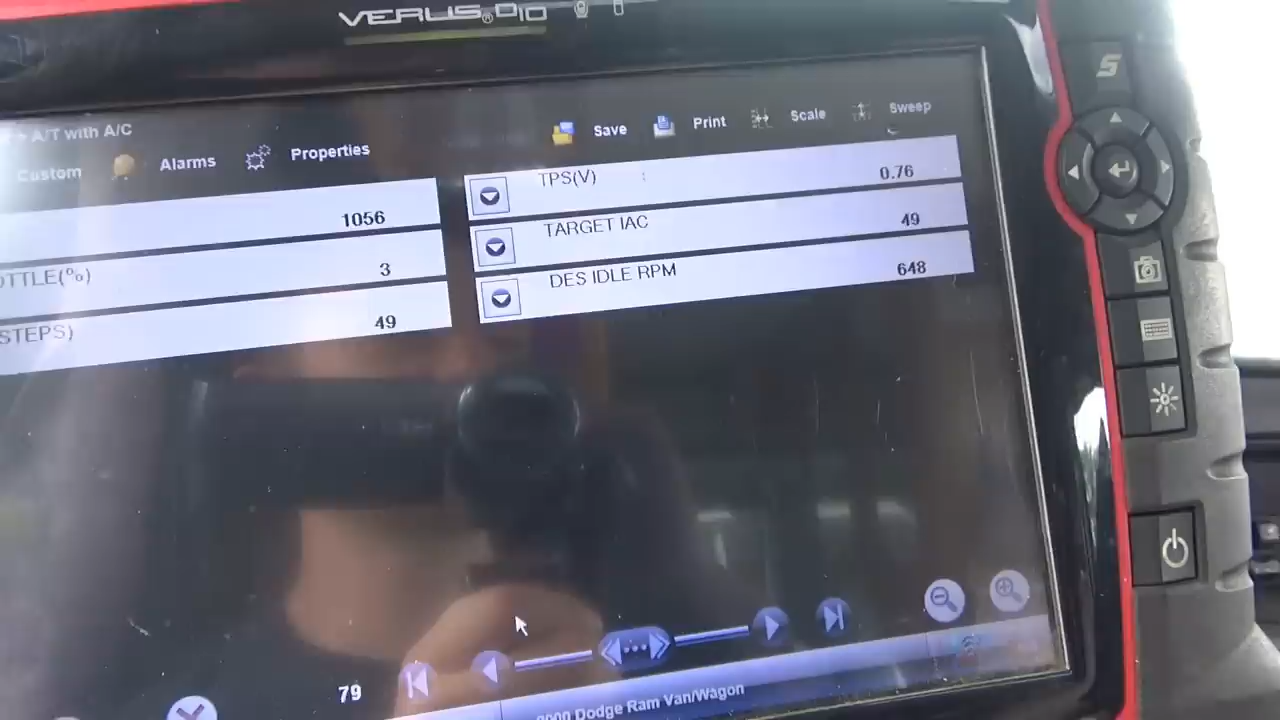 VERUS® D10
A/T with A/C
Custom Alarms Properties Save Print Scale Sweep
1056
OTTLE(%) 3
STEPS) 49
TPS(V) 0.76
TARGET IAC 49
DES IDLE RPM 648
79
Dodge Ram Van/Wagon
S